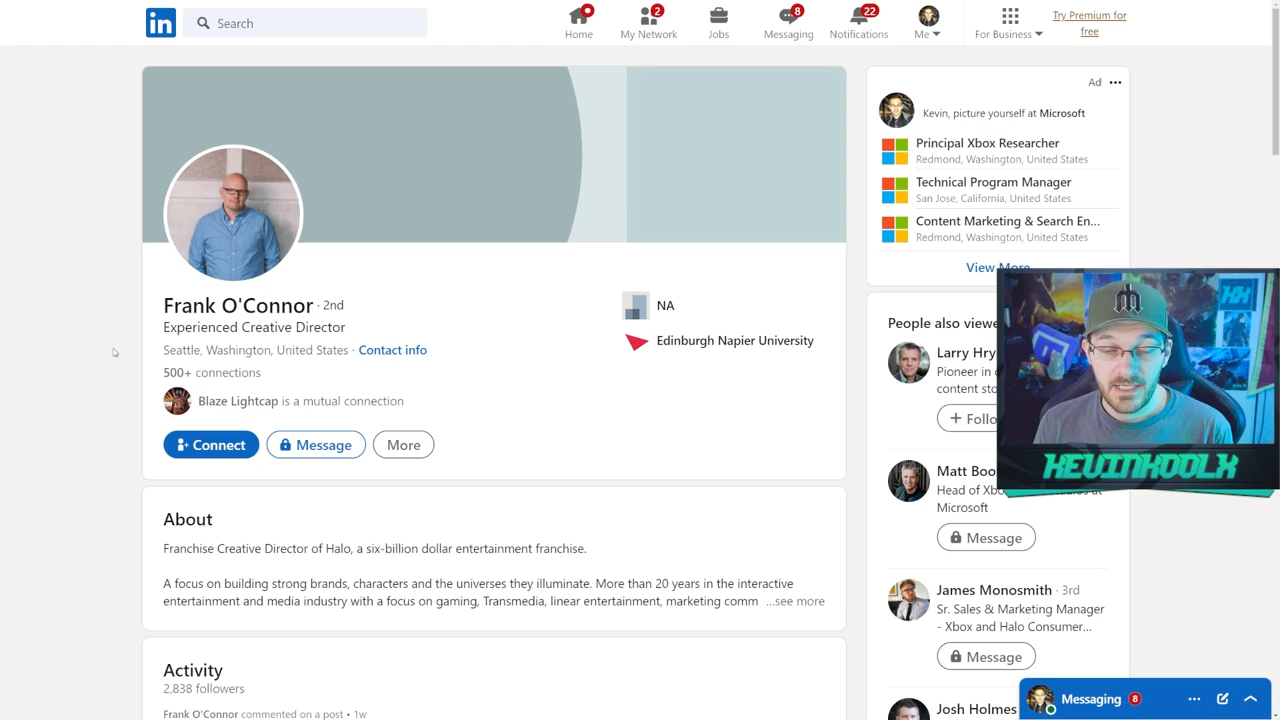 in
Search
2
8
22
Home
My Network
Jobs
Messaging
Notifications
Me
For Business
Try Premium for
free
Frank O'Connor · 2nd
Experienced Creative Director
Seattle, Washington, United States · Contact info
500+ connections
Blaze Lightcap is a mutual connection
Connect
Message
More
NA
Edinburgh Napier University
About
Franchise Creative Director of Halo, a six-billion dollar entertainment franchise.
A focus on building strong brands, characters and the universes they illuminate. More than 20 years in the interactive
entertainment and media industry with a focus on gaming, Transmedia, linear entertainment, marketing comm ...see more
Activity
2,838 followers
Frank O'Connor commented on a post • 1w
Ad
Kevin, picture yourself at Microsoft
Principal Xbox Researcher
Redmond, Washington, United States
Technical Program Manager
San Jose, California, United States
Content Marketing & Search En...
Redmond, Washington, United States
View More
People also viewe
Larry Hry
Pioneer in
content sto
+ Follo
Matt Boo
Head of Xbo
Microsoft
Message
James Monosmith · 3rd
Sr. Sales & Marketing Manager
- Xbox and Halo Consumer...
Message
Josh Holmes
KEVINKOOLX
Messaging 8